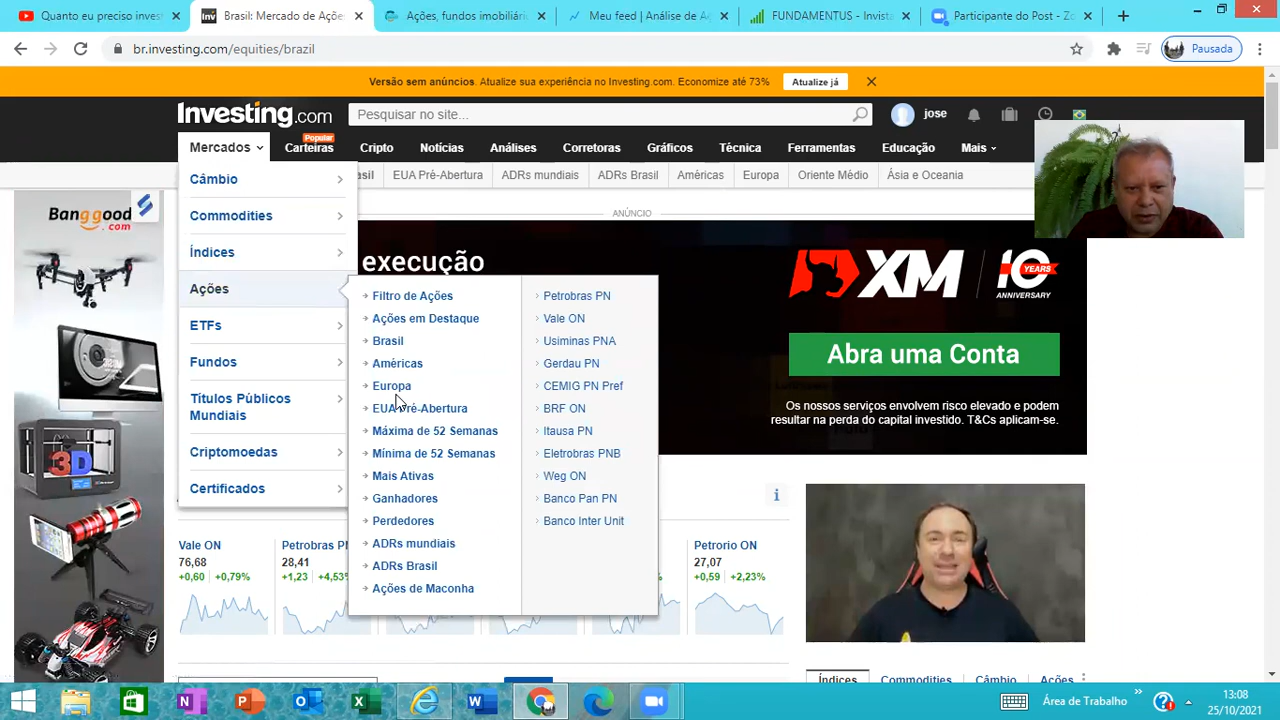 Quanto você precisa invest
Brasil: Mercado de Açõe
Ações, fundos imobiliári
Meu feed | Análise de A
FUNDAMENTUS - Invista
Participante do Post - Zo
br.investing.com/equities/brazil
Pausada
Versão sem anúncios. Atualize sua experiência no Investing.com. Economize até 73%
Atualize já
Investing.com
Pesquisar no site...
jose
Popular
Mercados
Carteiras
Cripto
Notícias
Análises
Corretoras
Gráficos
Técnica
Ferramentas
Educação
Mais
asil
EUA Pré-Abertura
ADRs mundiais
ADRs Brasil
Américas
Europa
Oriente Médio
Ásia e Oceania
Câmbio
Commodities
Índices
Ações
ETFs
Fundos
Títulos Públicos
Mundiais
Criptomoedas
Certificados
Filtro de Ações
Ações em Destaque
Brasil
Américas
Europa
EUA Pré-Abertura
Máxima de 52 Semanas
Mínima de 52 Semanas
Mais Ativas
Ganhadores
Perdedores
ADRs mundiais
ADRs Brasil
Ações de Maconha
Petrobras PN
Vale ON
Usiminas PNA
Gerdau PN
CEMIG PN Pref
BRF ON
Itausa PN
Eletrobras PNB
Weg ON
Banco Pan PN
Banco Inter Unit
Banggood
.com
3D
ANÚNCIO
execução
XM
10
YEARS
ANNIVERSARY
Abra uma Conta
Os nossos serviços envolvem risco elevado e podem
resultar na perda do capital investido. T&Cs aplicam-se.
Vale ON
76,68
+0,60 +0,79%
Petrobras PN
28,41
+1,23 +4,53%
Petrorio ON
27,07
+0,59 +2,23%
Índices
Commodities
Câmbio
Ações
Área de Trabalho
13:08
25/10/2021